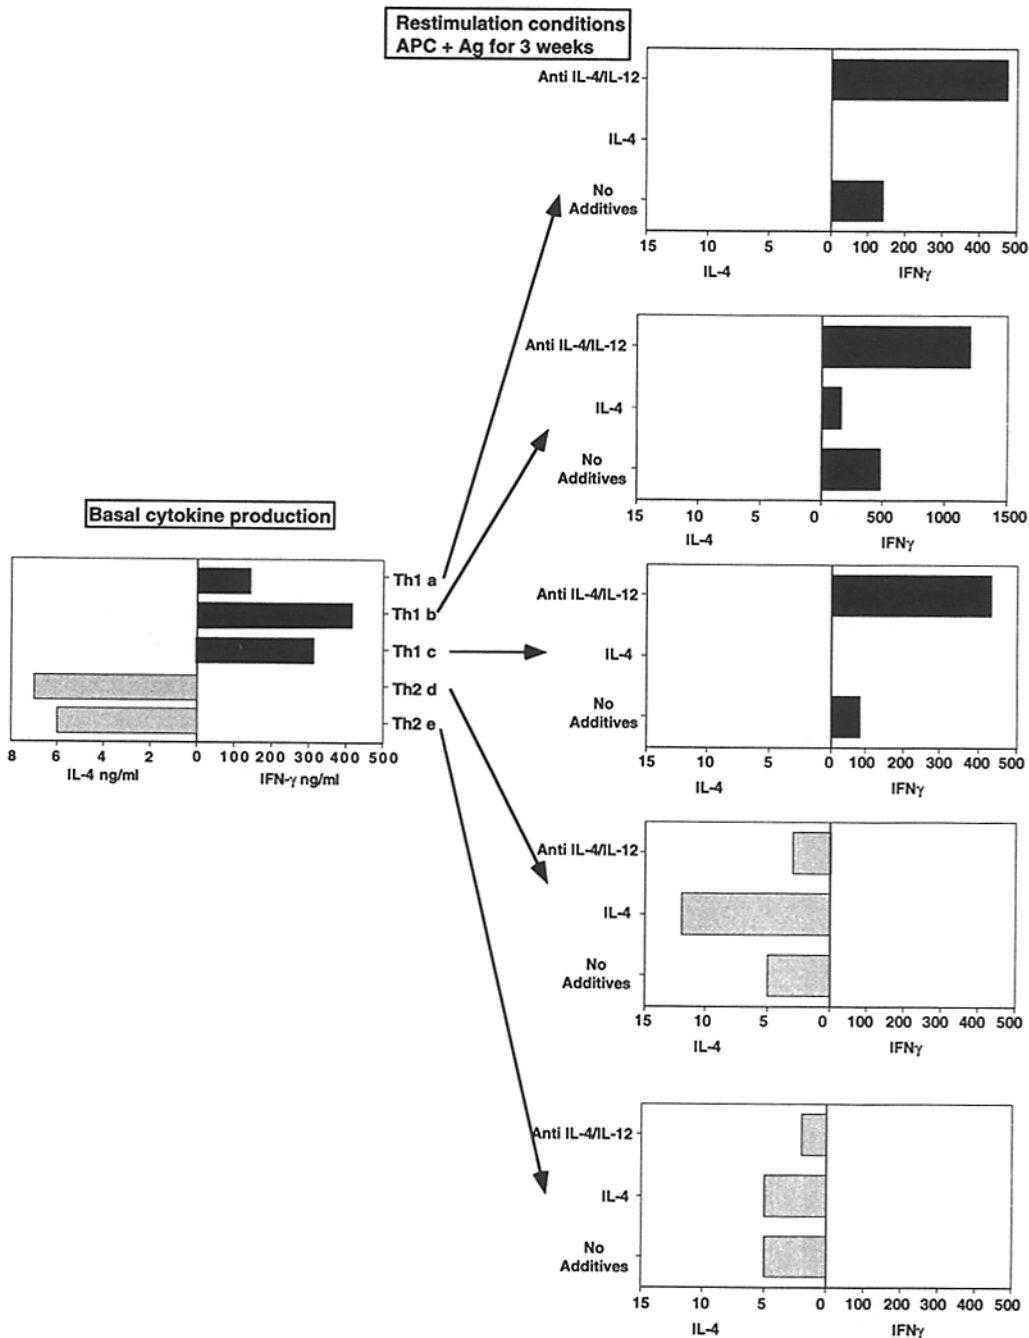 Restimulation conditions
APC + Ag for 3 weeks
Anti IL-4/IL-12
IL-4
No
Additives
15 10 5 0 100 200 300 400 500
IL-4 IFNγ
Anti IL-4/IL-12
IL-4
No
Additives
15 10 5 0 500 1000 1500
IL-4 IFNγ
Basal cytokine production
Th1 a
Th1 b
Th1 c
Th2 d
Th2 e
8 6 4 2 0 100 200 300 400 500
IL-4 ng/ml IFN-γ ng/ml
Anti IL-4/IL-12
IL-4
No
Additives
15 10 5 0 100 200 300 400 500
IL-4 IFNγ
Anti IL-4/IL-12
IL-4
No
Additives
15 10 5 0 100 200 300 400 500
IL-4 IFNγ
Anti IL-4/IL-12
IL-4
No
Additives
15 10 5 0 100 200 300 400 500
IL-4 IFNγ